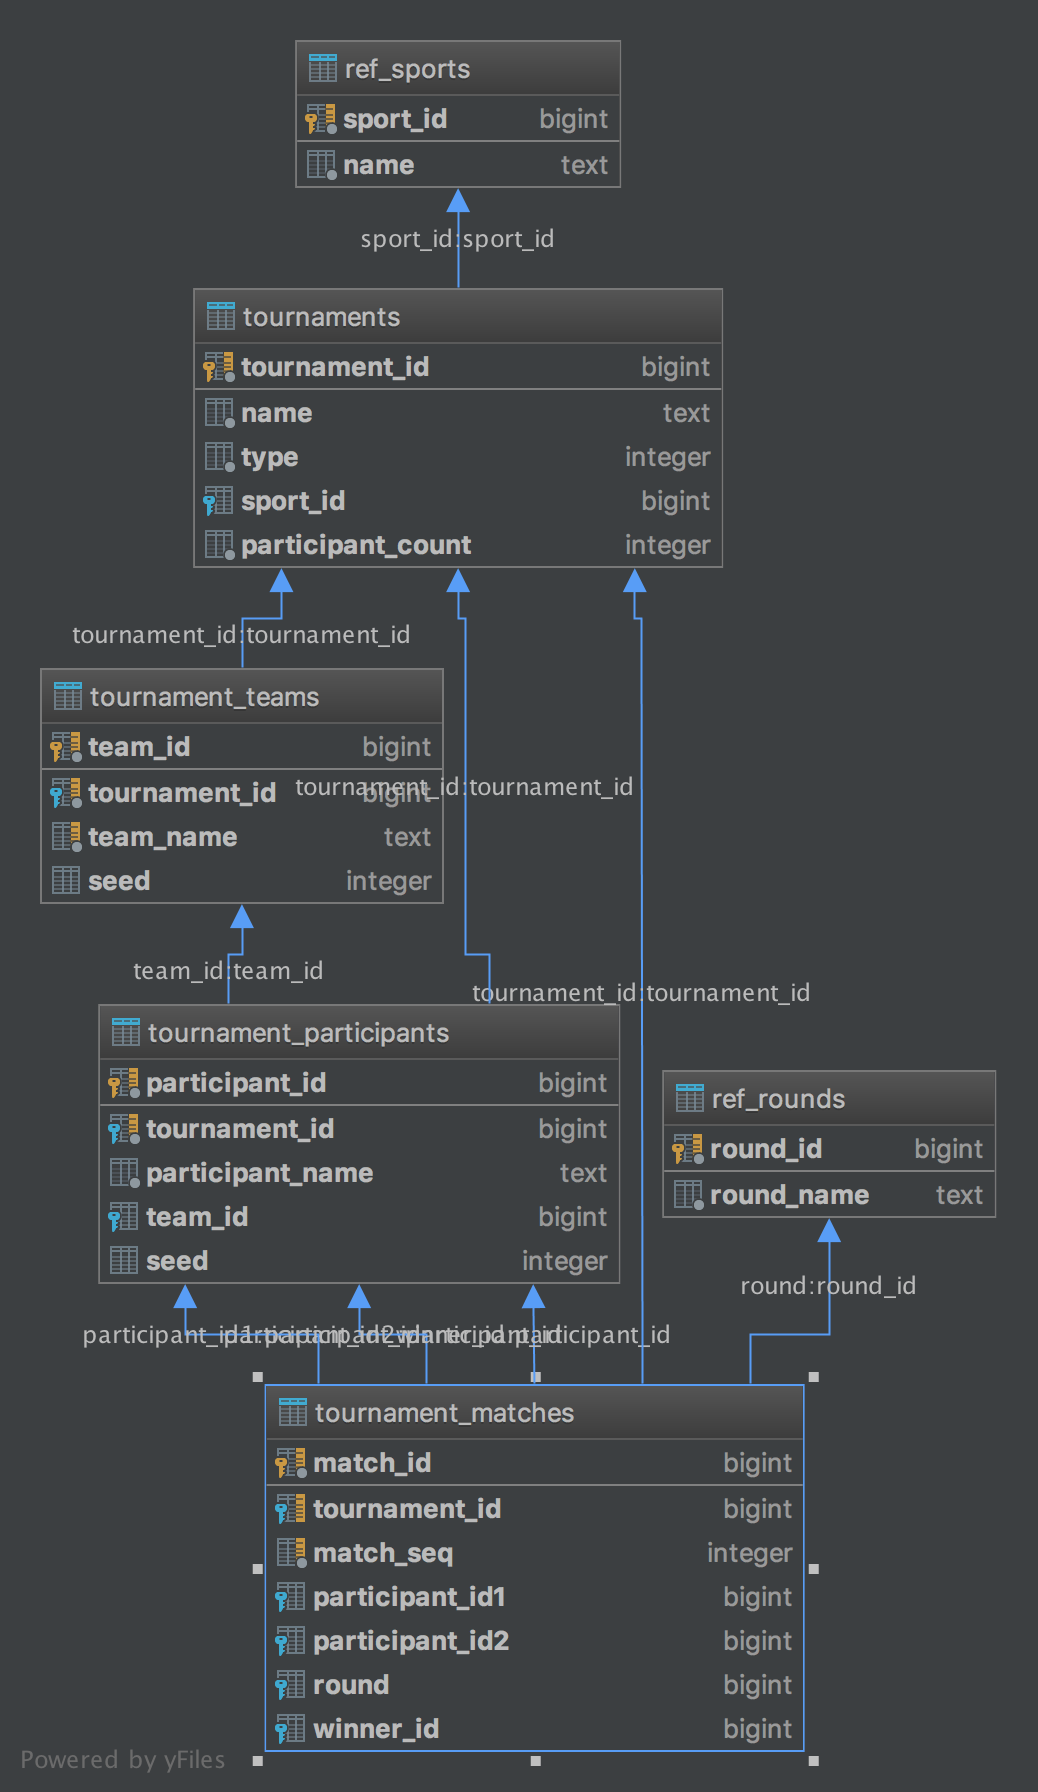 ref_sports
sport_id bigint
name text
sport_id:sport_id
tournaments
tournament_id bigint
name text
type integer
sport_id bigint
participant_count integer
tournament_id:tournament_id
tournament_teams
team_id bigint
tournament_id bigint
tournament_id:tournament_id
team_name text
seed integer
team_id:team_id
tournament_id:tournament_id
tournament_participants
participant_id bigint
tournament_id bigint
participant_name text
team_id bigint
seed integer
ref_rounds
round_id bigint
round_name text
round:round_id
participant_id1:participant_id
participant_id2:participant_id
winner_id:participant_id
tournament_matches
match_id bigint
tournament_id bigint
match_seq integer
participant_id1 bigint
participant_id2 bigint
round bigint
winner_id bigint
Powered by yFiles